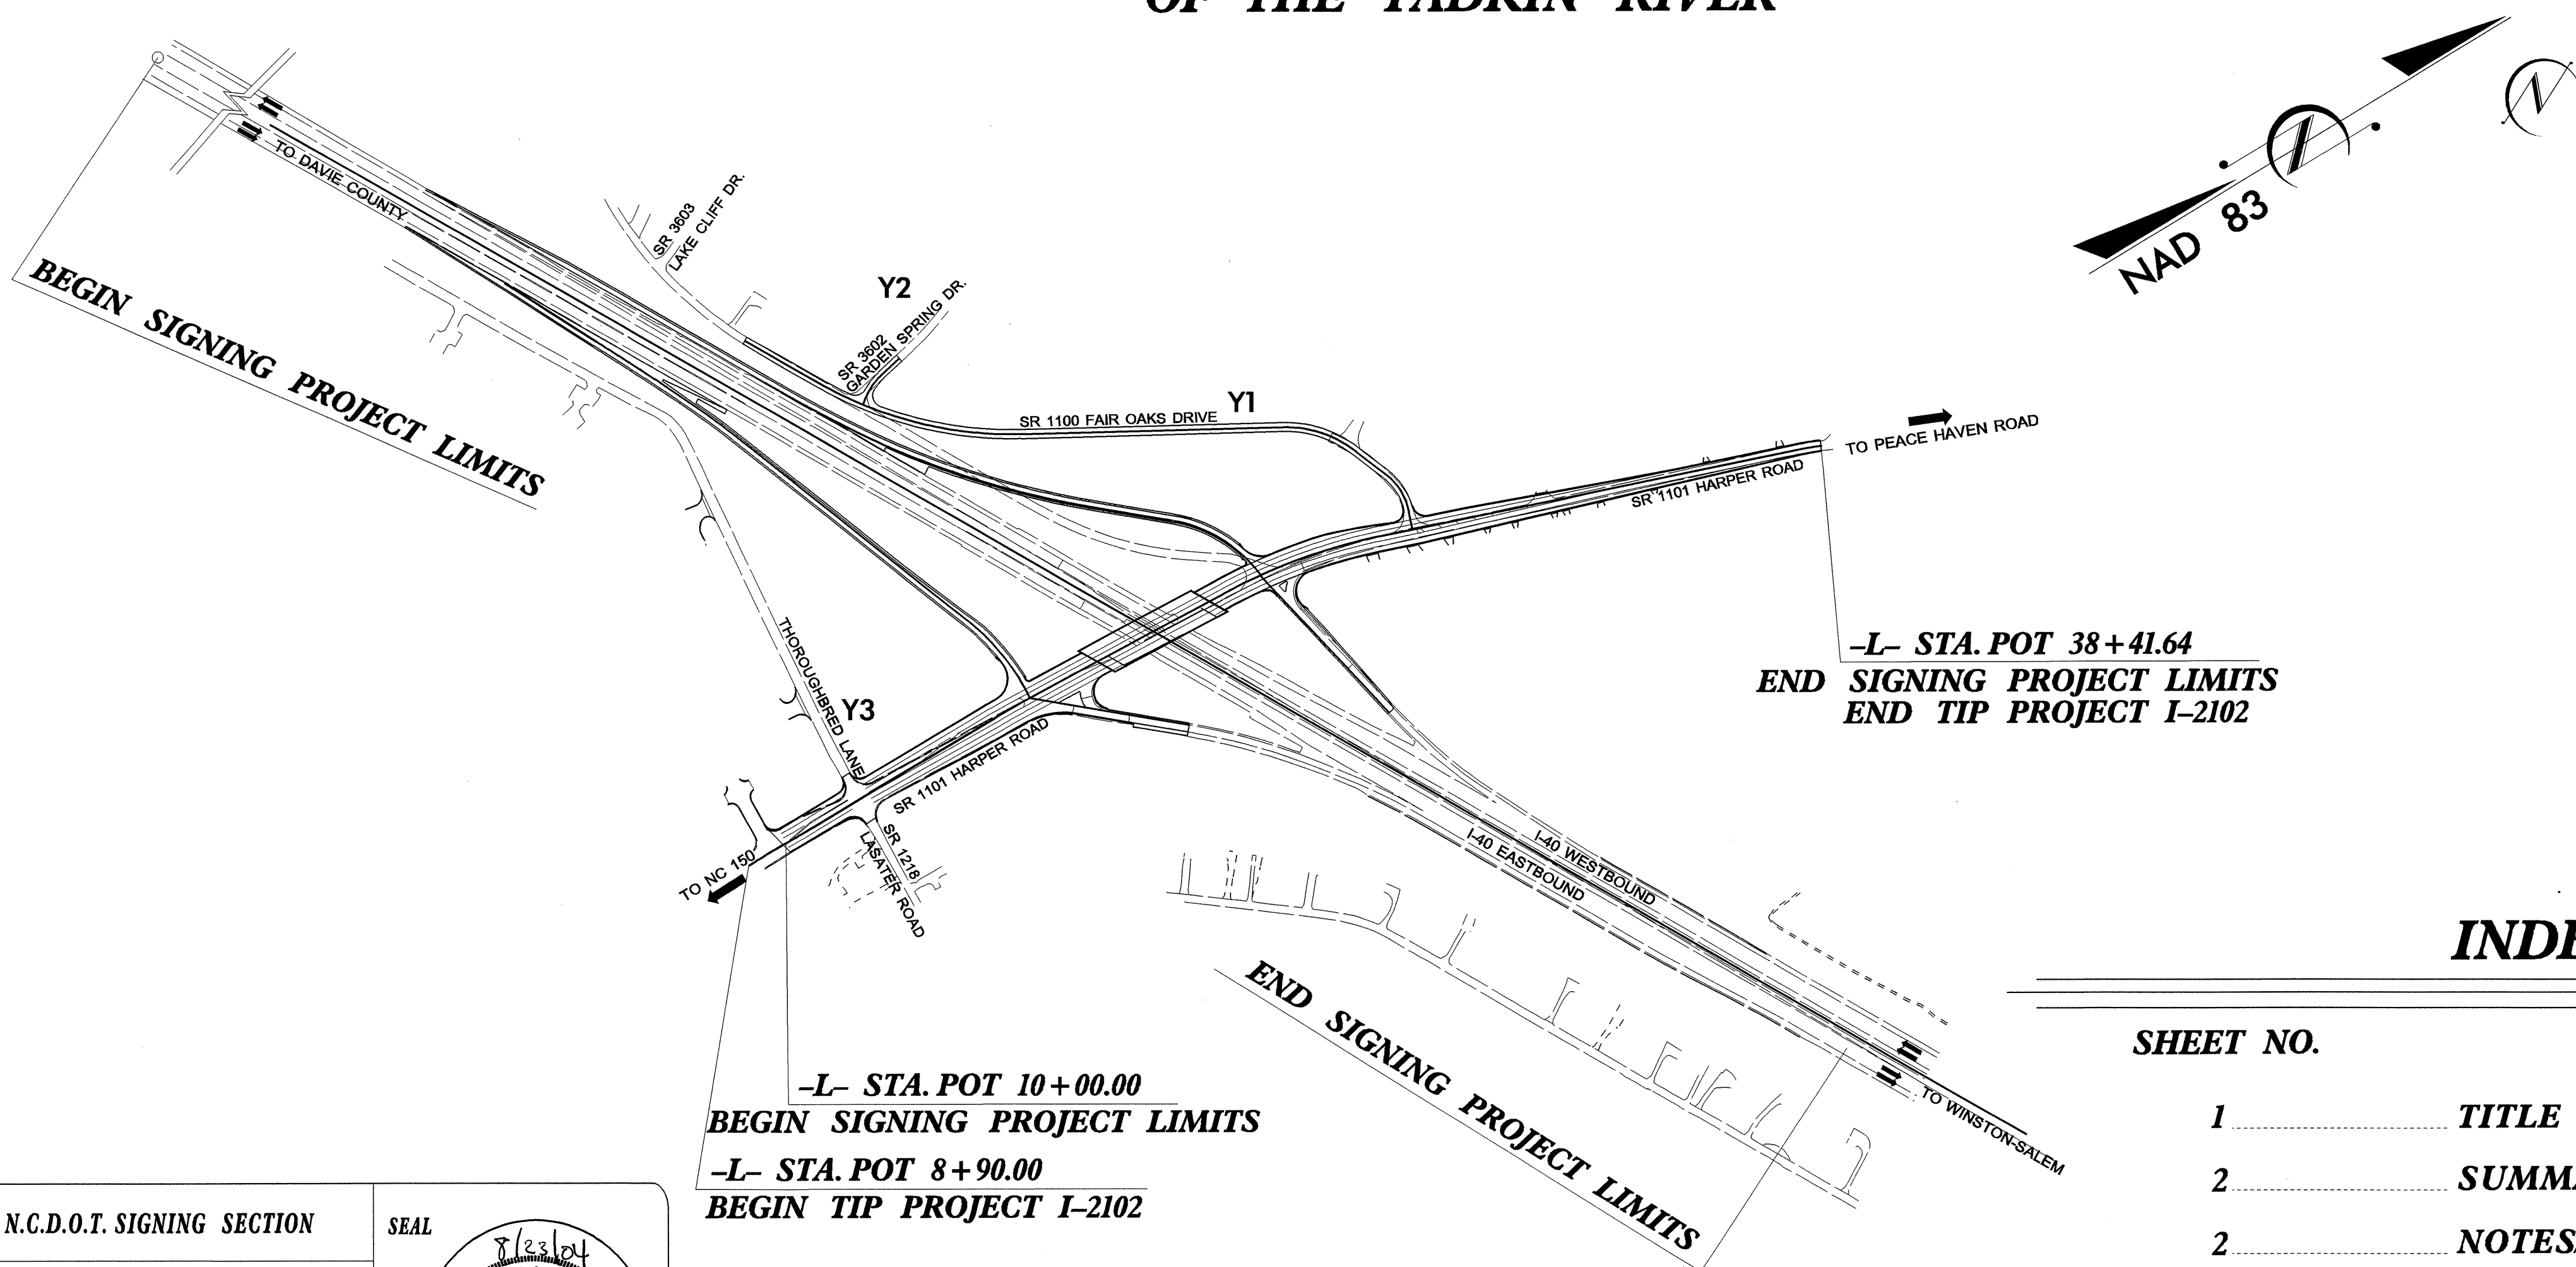 OF THE YADKIN RIVER
TO DAVIE COUNTY
BEGIN SIGNING PROJECT LIMITS
SR 3603
LAKE CLIFF DR.
Y2
SR 3602
GARDEN SPRING DR.
Y1
SR 1100 FAIR OAKS DRIVE
NAD 83
TO PEACE HAVEN ROAD
SR 1101 HARPER ROAD
-L- STA. POT 38+41.64
END SIGNING PROJECT LIMITS
END TIP PROJECT I-2102
THOROUGHBRED LANE
Y3
SR 1101 HARPER ROAD
SR 1218
LASATER ROAD
TO NC 150
I-40 WESTBOUND
I-40 EASTBOUND
END SIGNING PROJECT LIMITS
TO WINSTON-SALEM
-L- STA. POT 10+00.00
BEGIN SIGNING PROJECT LIMITS
-L- STA. POT 8+90.00
BEGIN TIP PROJECT I-2102
INDE
SHEET NO.
1 TITLE
2 SUMMA
2 NOTES
N.C.D.O.T. SIGNING SECTION
SEAL
8/23/04